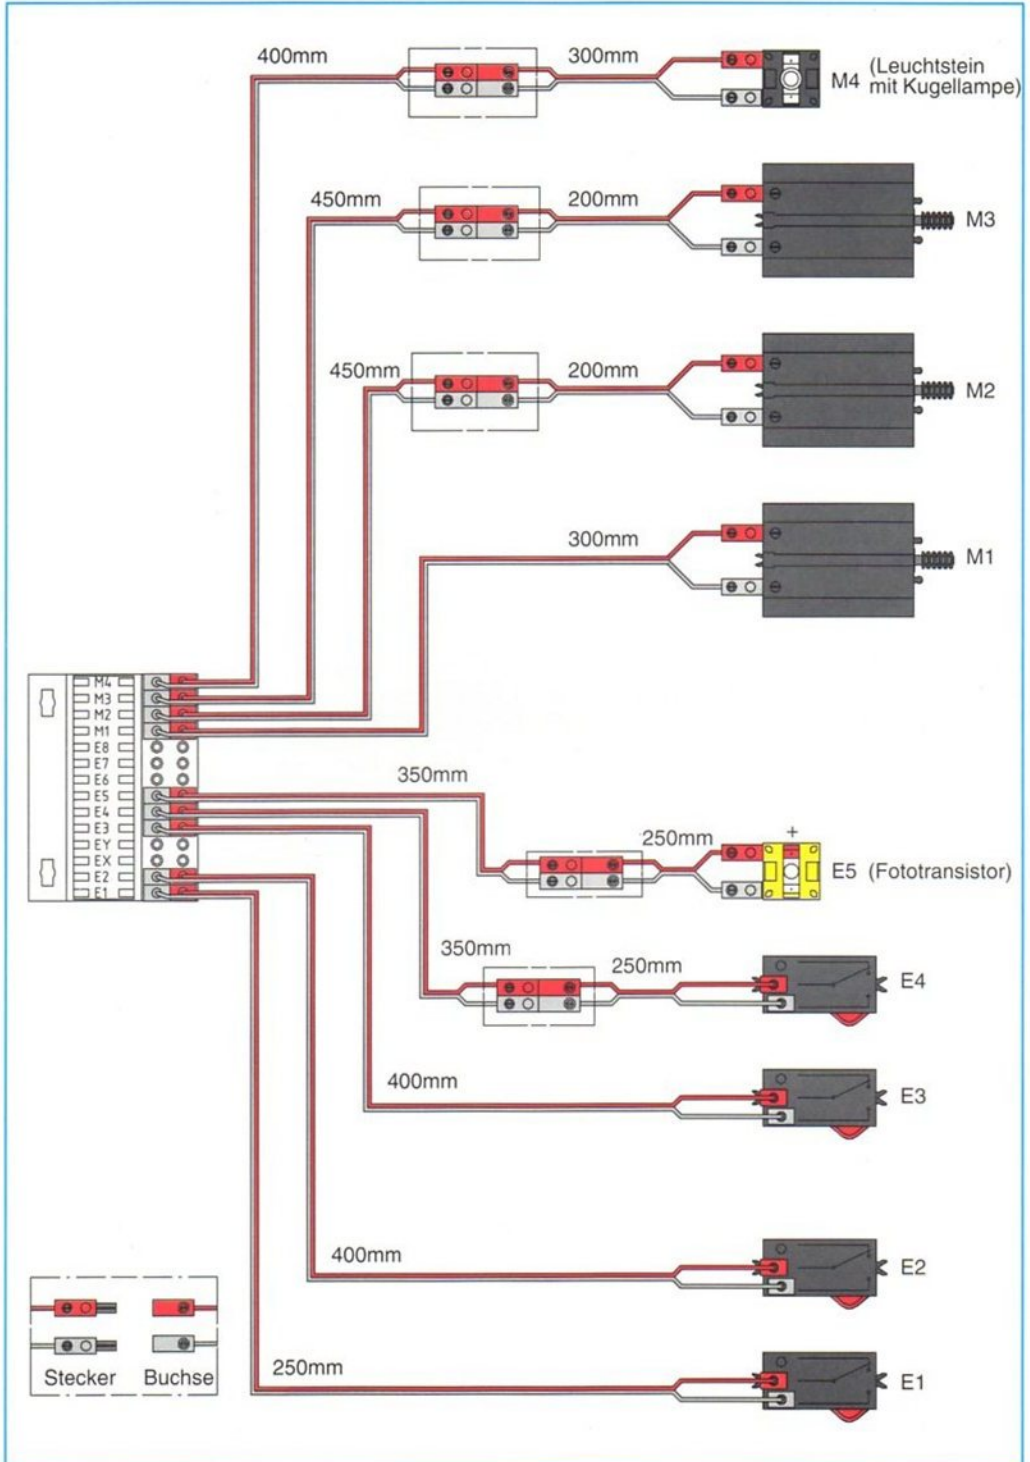 400mm
300mm
M4 (Leuchtstein
mit Kugellampe)
450mm
200mm
M3
450mm
200mm
M2
300mm
M1
M4
M3
M2
M1
E8
E7
E6
E5
E4
E3
EY
EX
E2
E1
350mm
250mm
+
E5 (Fototransistor)
350mm
250mm
E4
400mm
E3
400mm
E2
250mm
E1
Stecker Buchse